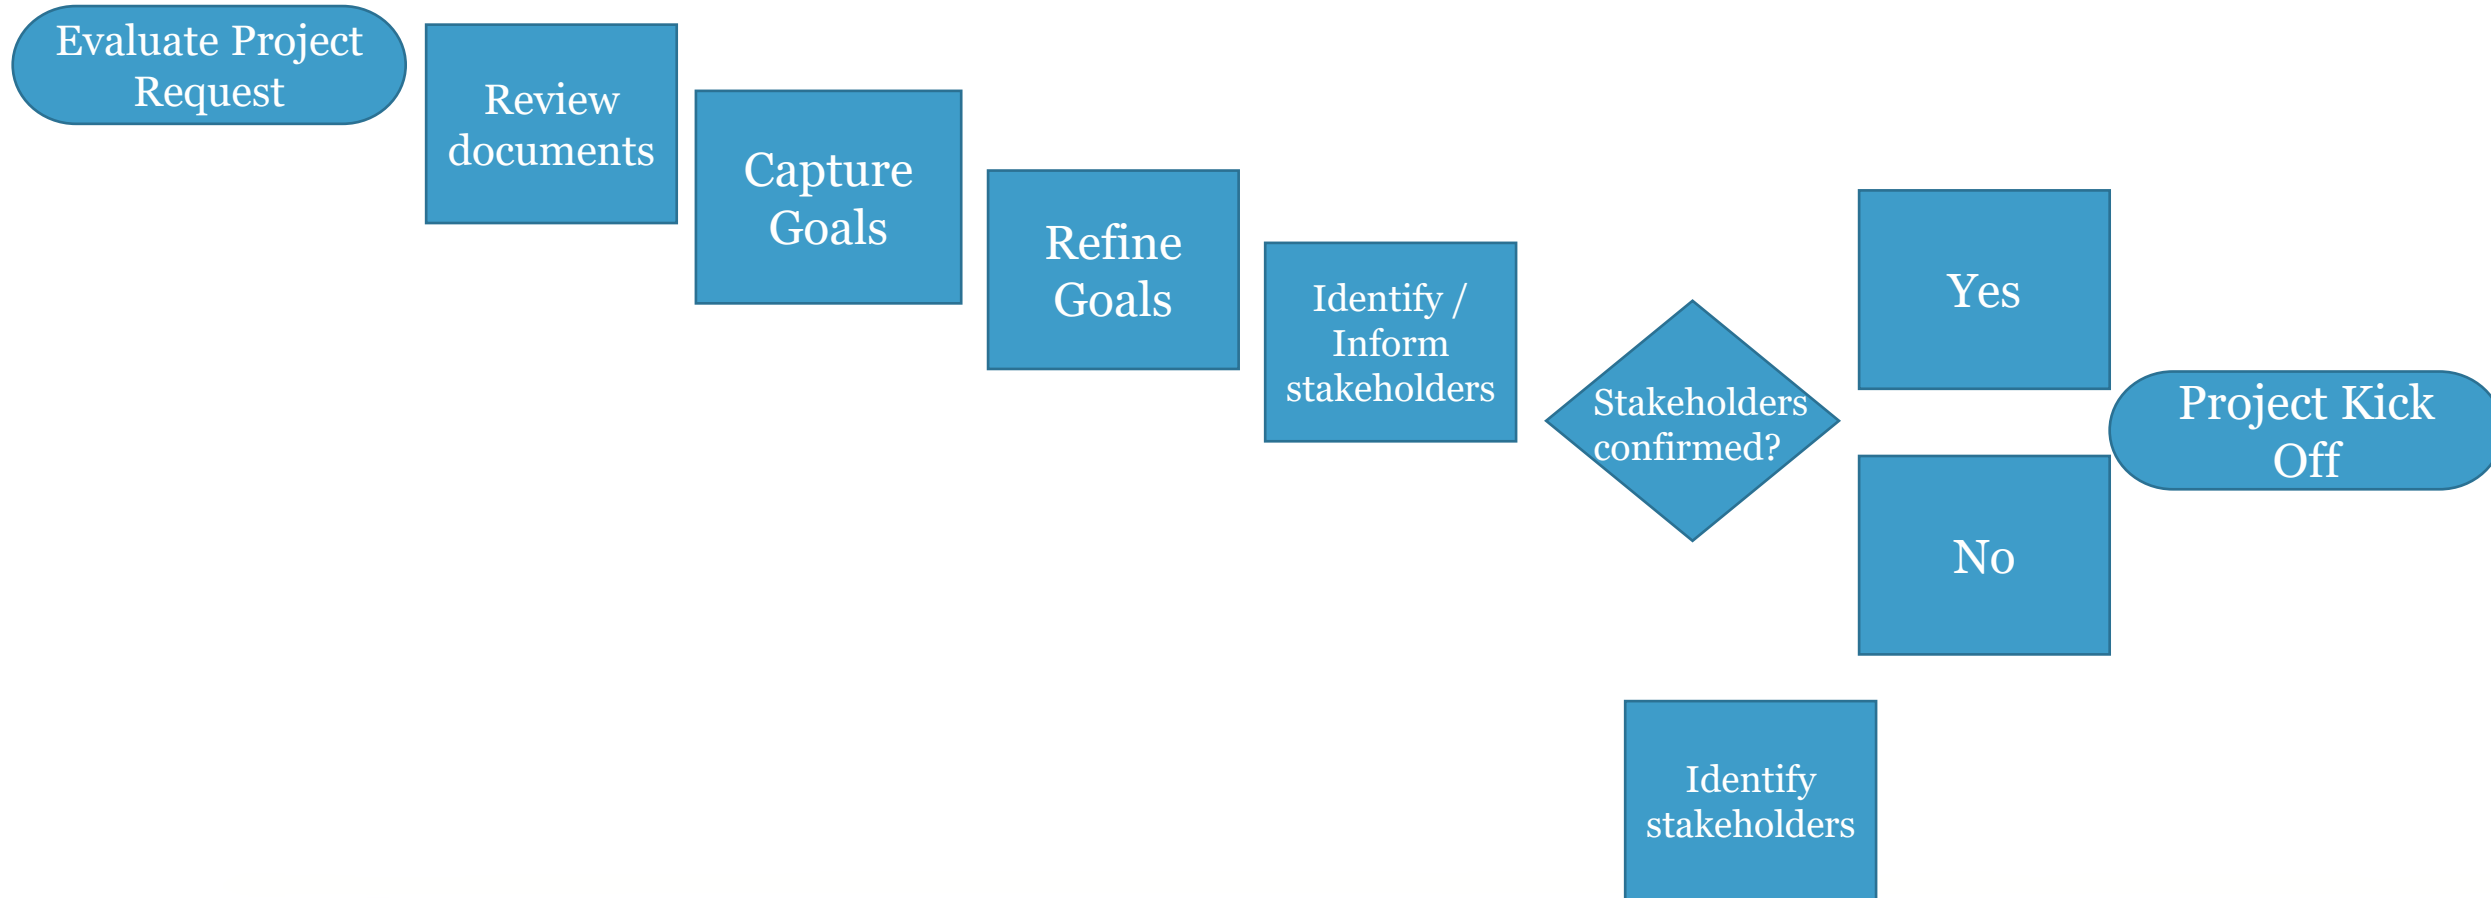 Evaluate Project
Request
Review
documents
Capture
Goals
Refine
Goals
Identify /
Inform
stakeholders
Stakeholders
confirmed?
Yes
No
Project Kick
Off
Identify
stakeholders